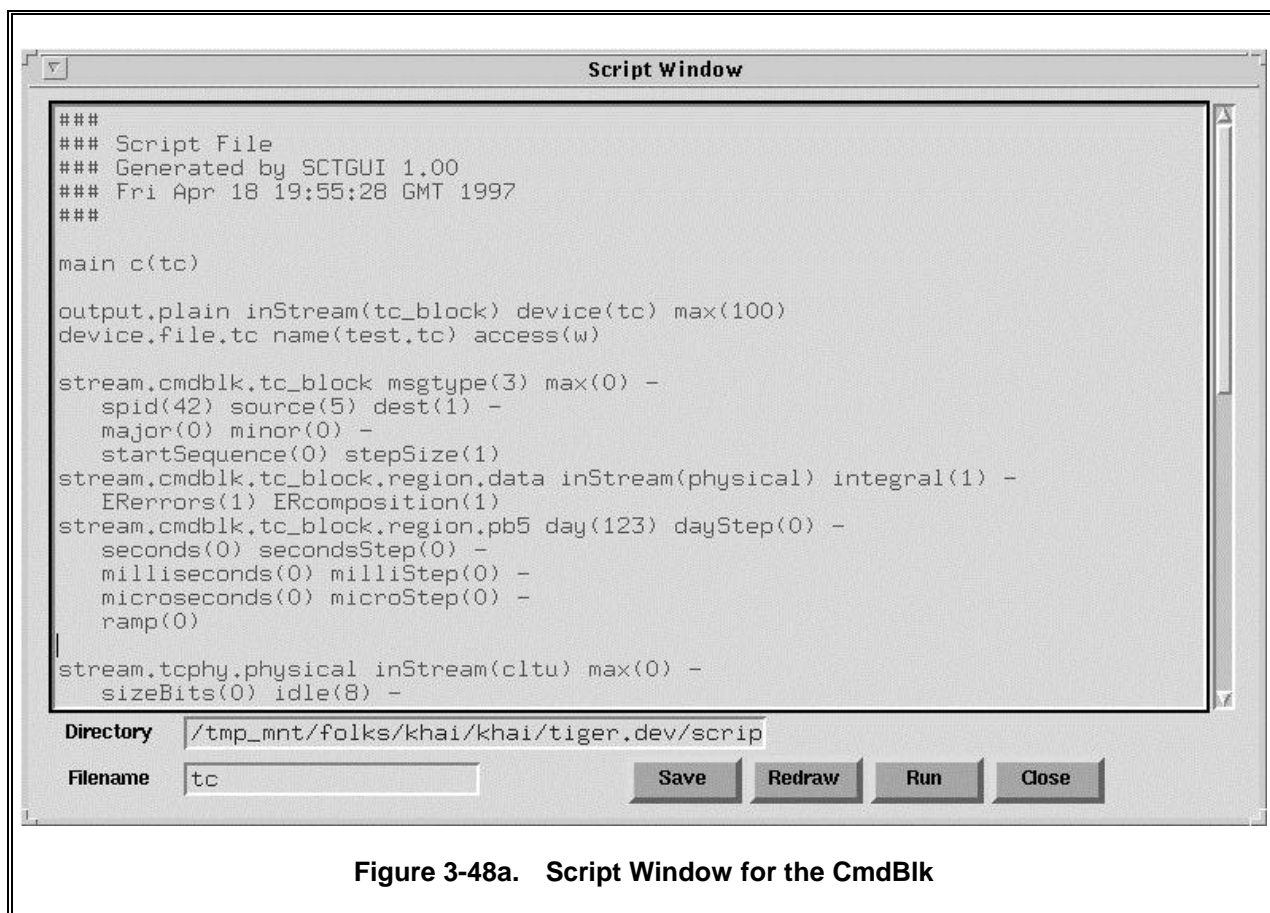 Script Window
###
### Script File
### Generated by SCTGUI 1.00
### Fri Apr 18 19:55:28 GMT 1997
###
main c(tc)
output.plain inStream(tc_block) device(tc) max(100)
device.file.tc name(test.tc) access(w)
stream.cmdblk.tc_block msgtype(3) max(0) -
spid(42) source(5) dest(1) -
major(0) minor(0) -
startSequence(0) stepSize(1)
stream.cmdblk.tc_block.region.data inStream(physical) integral(1) -
ERerrors(1) ERcomposition(1)
stream.cmdblk.tc_block.region.pb5 day(123) dayStep(0) -
seconds(0) secondsStep(0) -
milliseconds(0) milliStep(0) -
microseconds(0) microStep(0) -
ramp(0)
stream.tcphy.physical inStream(cltu) max(0) -
sizeBits(0) idle(8) -
Directory /tmp_mnt/folks/khai/khai/tiger.dev/scrip
Filename tc Save Redraw Run Close
Figure 3-48a. Script Window for the CmdBlk